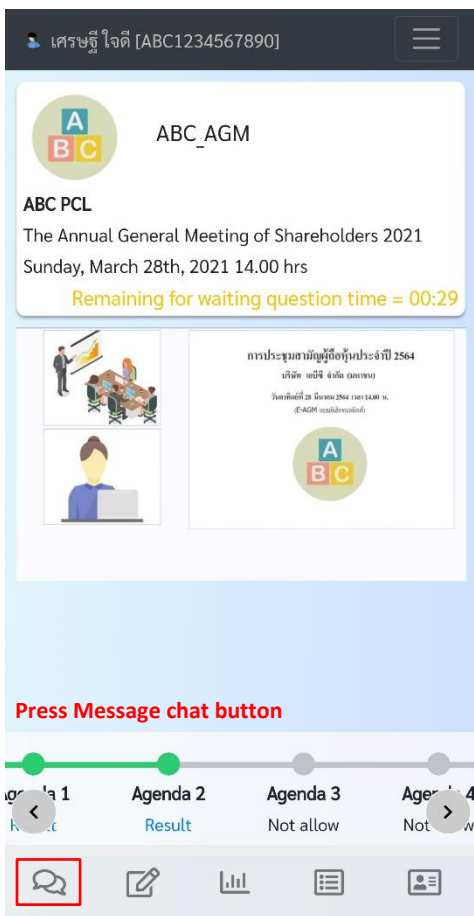 เศรษฐี ใจดี [ABC1234567890]
A
B C
ABC_AGM
ABC PCL
The Annual General Meeting of Shareholders 2021
Sunday, March 28th, 2021 14.00 hrs
Remaining for waiting question time = 00:29
การประชุมสามัญผู้ถือหุ้นประจำปี 2564
บริษัท เอบีซี จำกัด (มหาชน)
วันอาทิตย์ที่ 28 มีนาคม 2564 เวลา 14.00 น.
(E-AGM แบบอิเล็กทรอนิกส์)
A
B C
Press Message chat button
1 Agenda 2 Agenda 3 4
Result Not allow Not